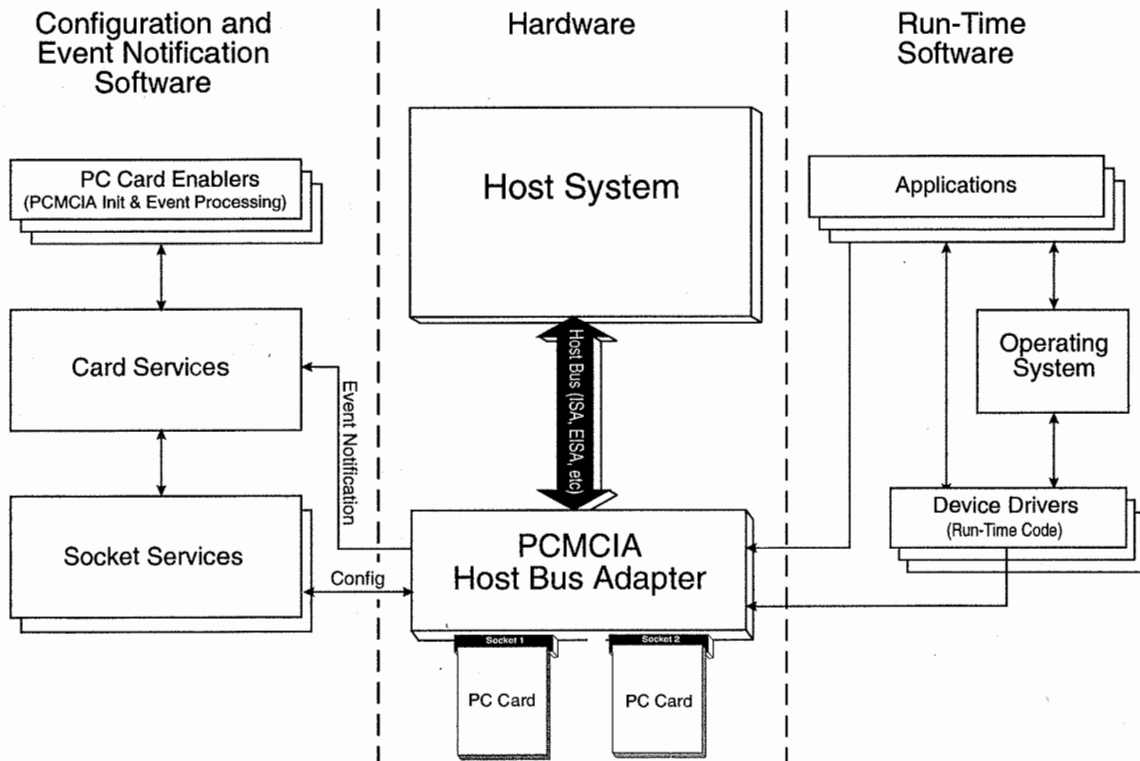 Configuration and
Event Notification
Software
PC Card Enablers
(PCMCIA Init & Event Processing)
Card Services
Socket Services
Event Notification
Config
Hardware
Host System
Host Bus (ISA, EISA, etc)
PCMCIA
Host Bus Adapter
Socket 1
Socket 2
PC Card
PC Card
Run-Time
Software
Applications
Operating
System
Device Drivers
(Run-Time Code)